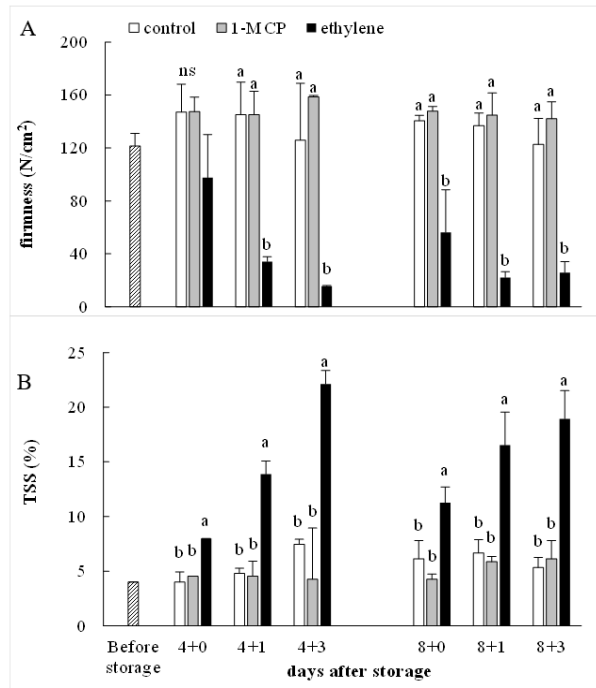 A
control 1-MCP ethylene
200
160
120
80
40
0
firmness (N/cm²)
ns
a a
a a
b
b
a a
a a
a a
b
b
b
B
25
20
15
10
5
0
TSS (%)
b b a
b b a
b b a
b b a
b b a
b b a
Before storage 4+0 4+1 4+3 8+0 8+1 8+3
days after storage